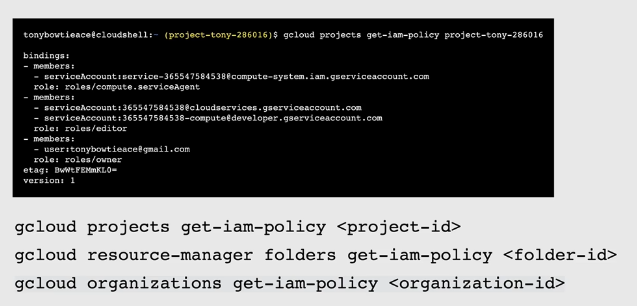 tonybowtieace@cloudshell:~ (project-tony-286016)$ gcloud projects get-iam-policy project-tony-286016
bindings:
- members:
  - serviceAccount:service-365547584538@compute-system.iam.gserviceaccount.com
  role: roles/compute.serviceAgent
- members:
  - serviceAccount:365547584538@cloudservices.gserviceaccount.com
  - serviceAccount:365547584538-compute@developer.gserviceaccount.com
  role: roles/editor
- members:
  - user:tonybowtieace@gmail.com
  role: roles/owner
etag: BwWtFEMmKL0=
version: 1
gcloud projects get-iam-policy <project-id>
gcloud resource-manager folders get-iam-policy <folder-id>
gcloud organizations get-iam-policy <organization-id>